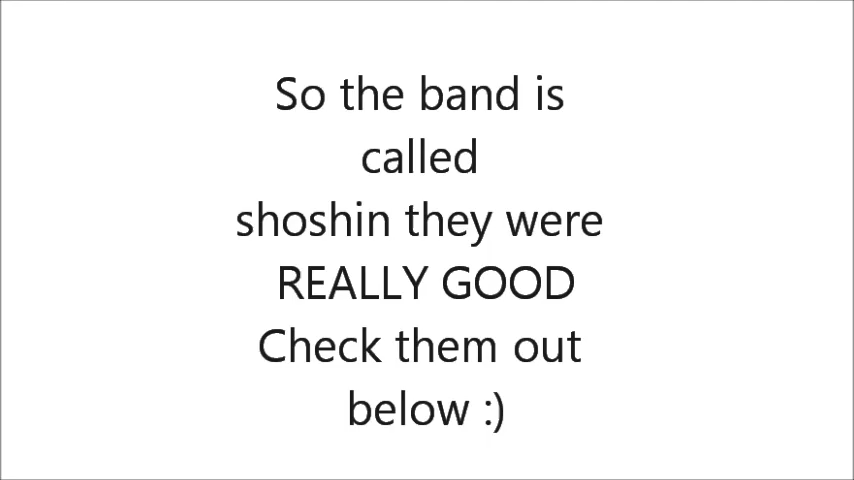 So the band is
called
shoshin they were
REALLY GOOD
Check them out
below :)